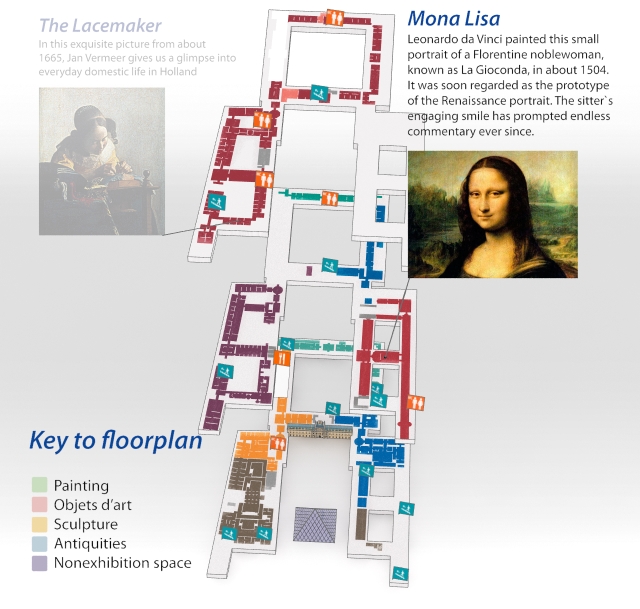 The Lacemaker
In this exquisite picture from about
1665, Jan Vermeer gives us a glimpse into
everyday domestic life in Holland
Mona Lisa
Leonardo da Vinci painted this small
portrait of a Florentine noblewoman,
known as La Gioconda, in about 1504.
It was soon regarded as the prototype
of the Renaissance portrait. The sitter`s
engaging smile has prompted endless
commentary ever since.
Key to floorplan
Painting
Objets d'art
Sculpture
Antiquities
Nonexhibition space